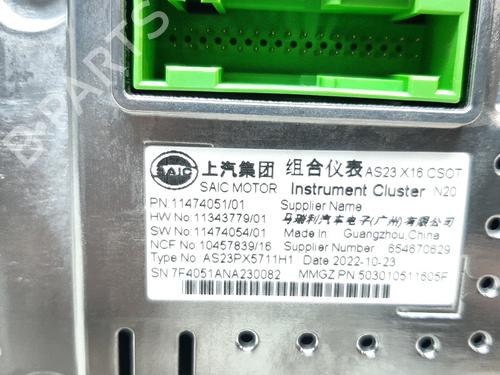 B-PARTS
SAIC 上汽集团 组合仪表 AS23 X16 CSOT
SAIC MOTOR Instrument Cluster N20
PN 11474051/01 Supplier Name
HW No: 11343779/01 马瑞利汽车电子(广州)有限公司
SW No: 11474054/01 Made in: Guangzhou,China
NCF No: 10457839/16 Supplier Number 654670629
Type No: AS23PX5711H1 Date 2022-10-23
SN 7F4051ANA230082 MMGZ PN 503010511605F